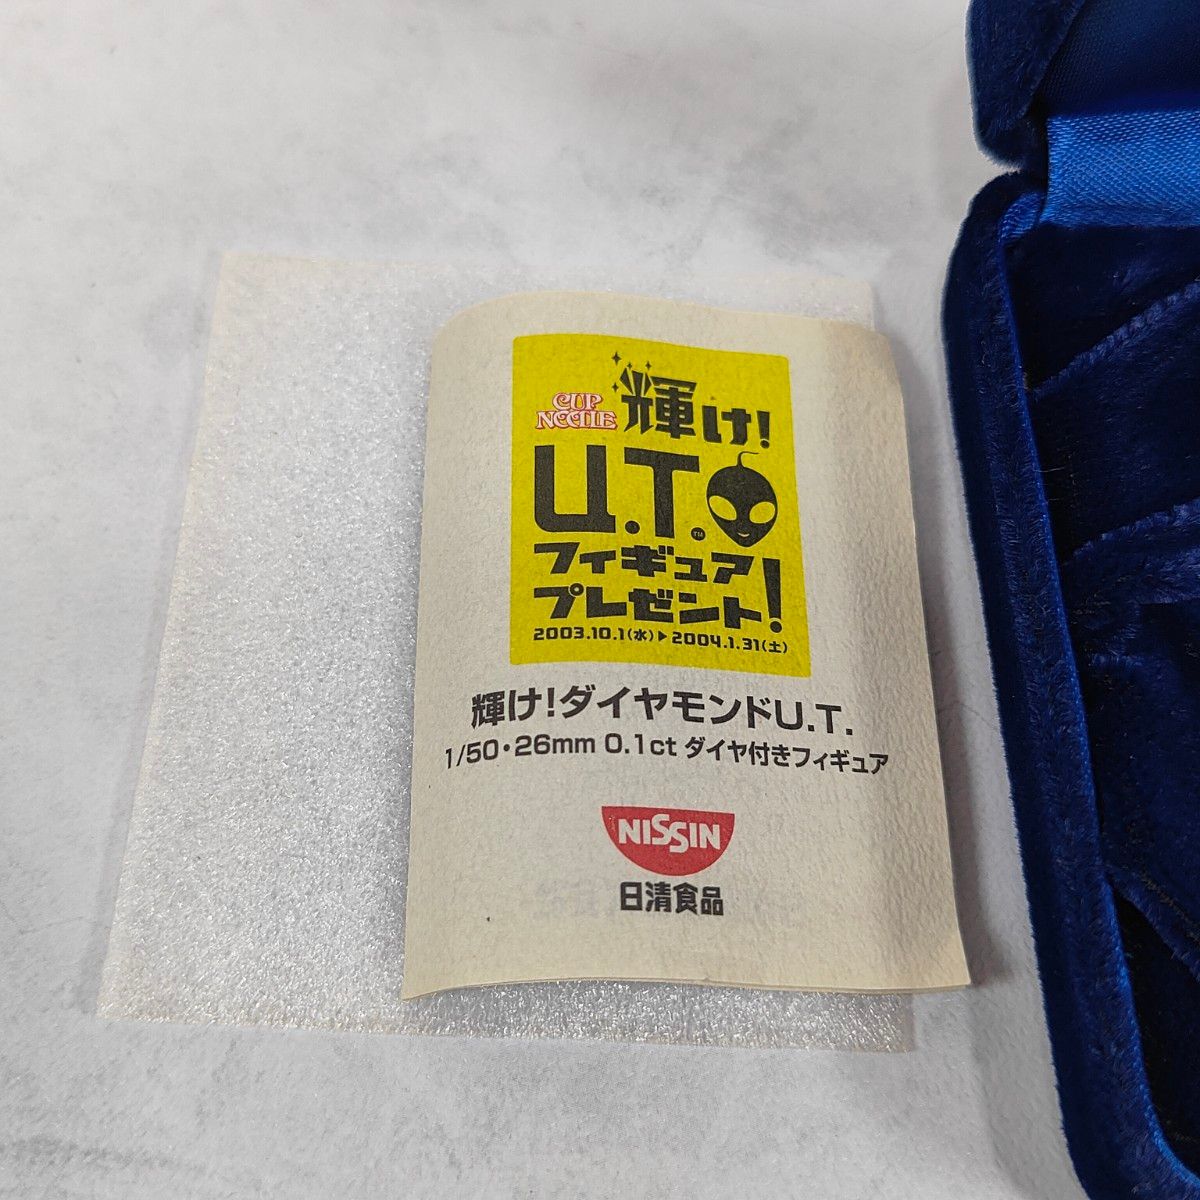 CUP NOODLE
輝け!
U.T.
TM
フィギュア
プレゼント!
2003.10.1(水)▶2004.1.31(土)
輝け!ダイヤモンドU.T.
1/50・26mm 0.1ct ダイヤ付きフィギュア
NISSIN
日清食品